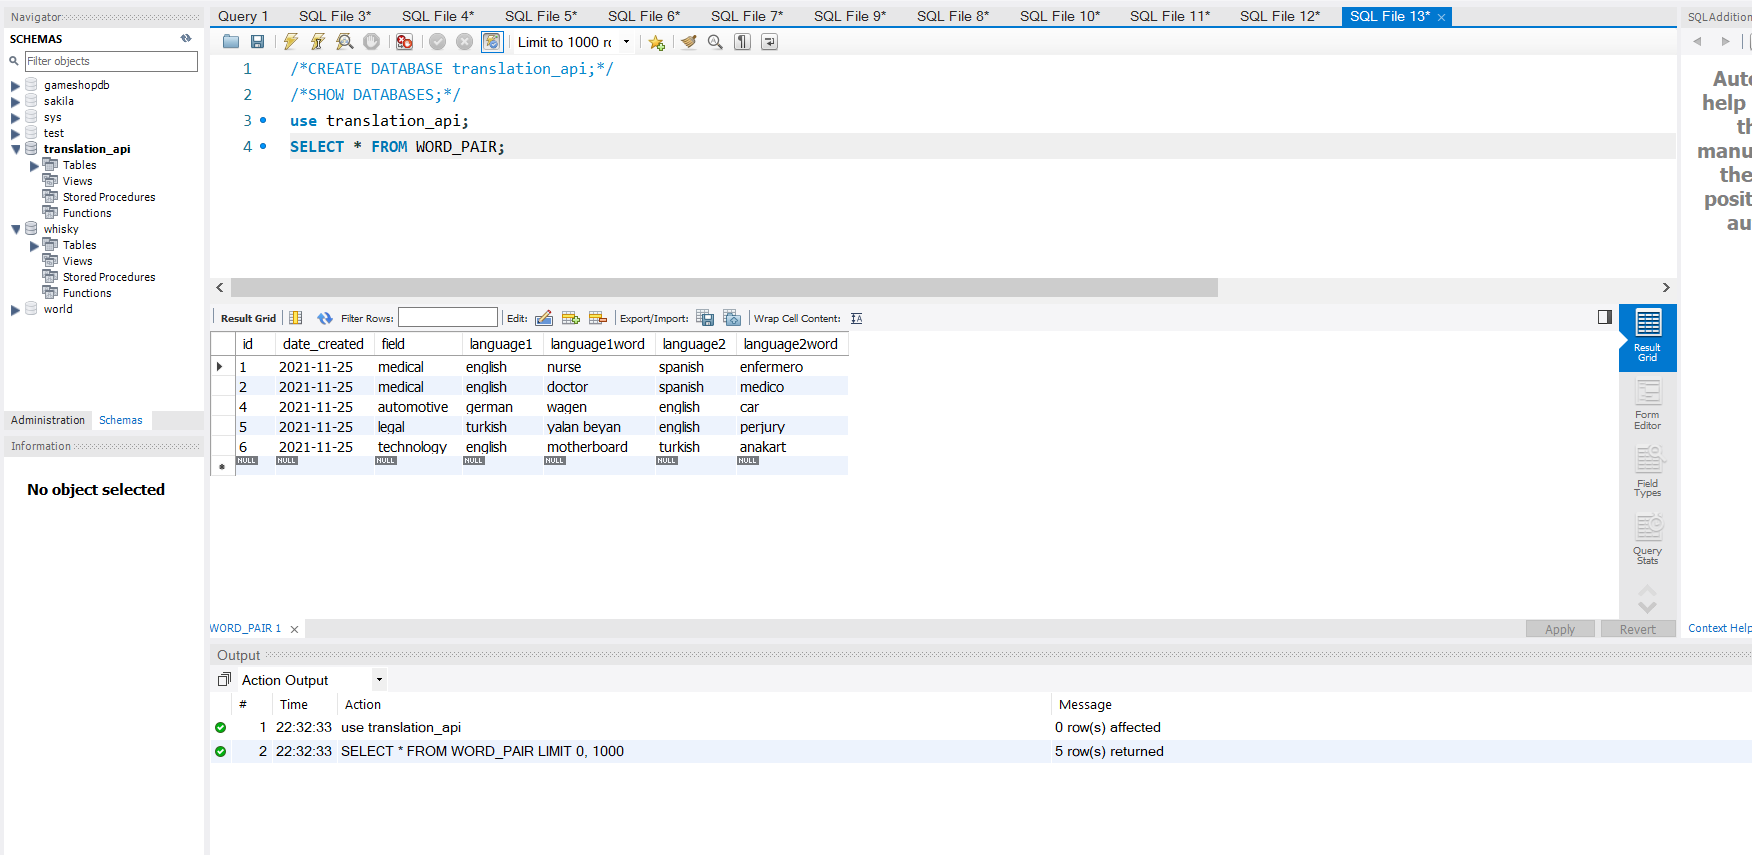 Navigator
SCHEMAS
Filter objects
gameshopdb
sakila
sys
test
translation_api
Tables
Views
Stored Procedures
Functions
whisky
Tables
Views
Stored Procedures
Functions
world
Administration Schemas
Information
No object selected
Query 1 SQL File 3* SQL File 4* SQL File 5* SQL File 6* SQL File 7* SQL File 9* SQL File 8* SQL File 10* SQL File 11* SQL File 12* SQL File 13*
Limit to 1000 rc
1 /*CREATE DATABASE translation_api;*/
2 /*SHOW DATABASES;*/
3 use translation_api;
4 SELECT * FROM WORD_PAIR;
Result Grid Filter Rows: Edit: Export/Import: Wrap Cell Content:
id date_created field language1 language1word language2 language2word
1 2021-11-25 medical english nurse spanish enfermero
2 2021-11-25 medical english doctor spanish medico
4 2021-11-25 automotive german wagen english car
5 2021-11-25 legal turkish yalan beyan english perjury
6 2021-11-25 technology english motherboard turkish anakart
NULL NULL NULL NULL NULL NULL NULL
Result
Grid
Form
Editor
Field
Types
Query
Stats
WORD_PAIR 1
Apply Revert
Output
Action Output
# Time Action Message
1 22:32:33 use translation_api 0 row(s) affected
2 22:32:33 SELECT * FROM WORD_PAIR LIMIT 0, 1000 5 row(s) returned
SQLAddition
Auto
help
th
manu
the
posit
au
Context Help